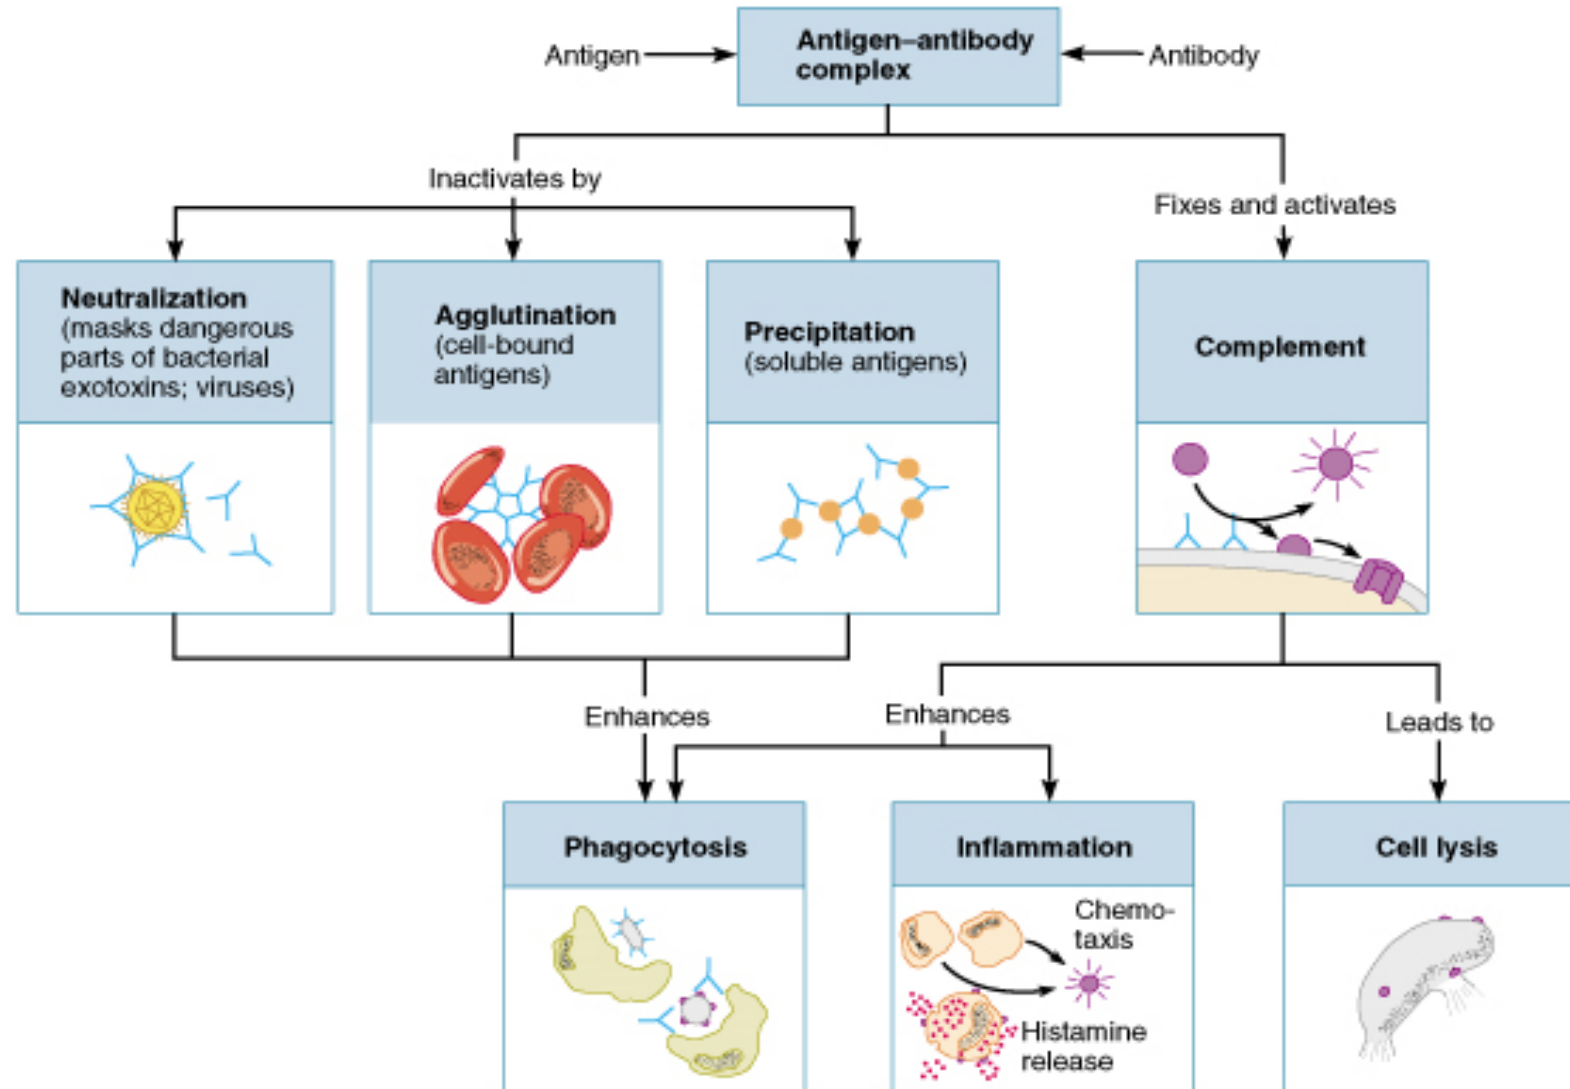 Antigen–antibody
complex
Antigen
Antibody
Inactivates by
Fixes and activates
Neutralization
(masks dangerous
parts of bacterial
exotoxins; viruses)
Agglutination
(cell-bound
antigens)
Precipitation
(soluble antigens)
Complement
Enhances
Enhances
Leads to
Phagocytosis
Inflammation
Chemo-
taxis
Histamine
release
Cell lysis